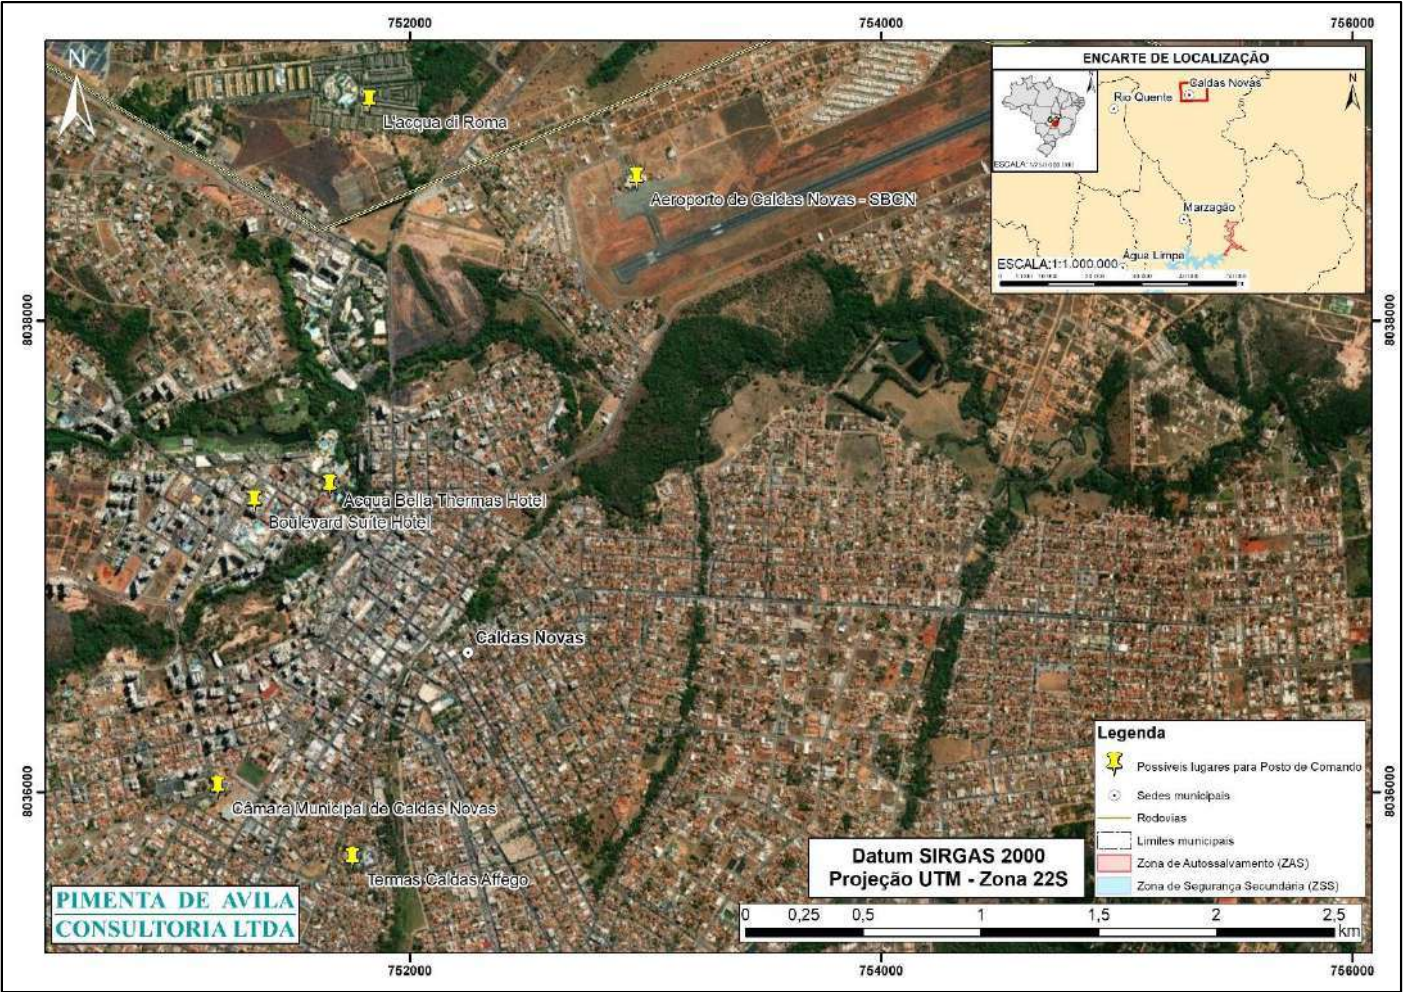 752000
754000
756000
N
L'acqua di Roma
Aeroporto de Caldas Novas - SBCN
ENCARTE DE LOCALIZAÇÃO
Caldas Novas
Rio Quente
N
Marzagão
Água Limpa
ESCALA:1:1.000.000
8038000
8038000
Acqua Bella Thermas Hotel
Boulevard Suíte Hotel
Caldas Novas
Câmara Municipal de Caldas Novas
Termas Caldas Affego
8036000
8036000
Legenda
Possíveis lugares para Posto de Comando
Sedes municipais
Rodovias
Limites municipais
Zona de Autossalvamento (ZAS)
Zona de Segurança Secundária (ZSS)
Datum SIRGAS 2000
Projeção UTM - Zona 22S
PIMENTA DE AVILA
CONSULTORIA LTDA
0 0,25 0,5 1 1,5 2 2,5
km
752000
754000
756000